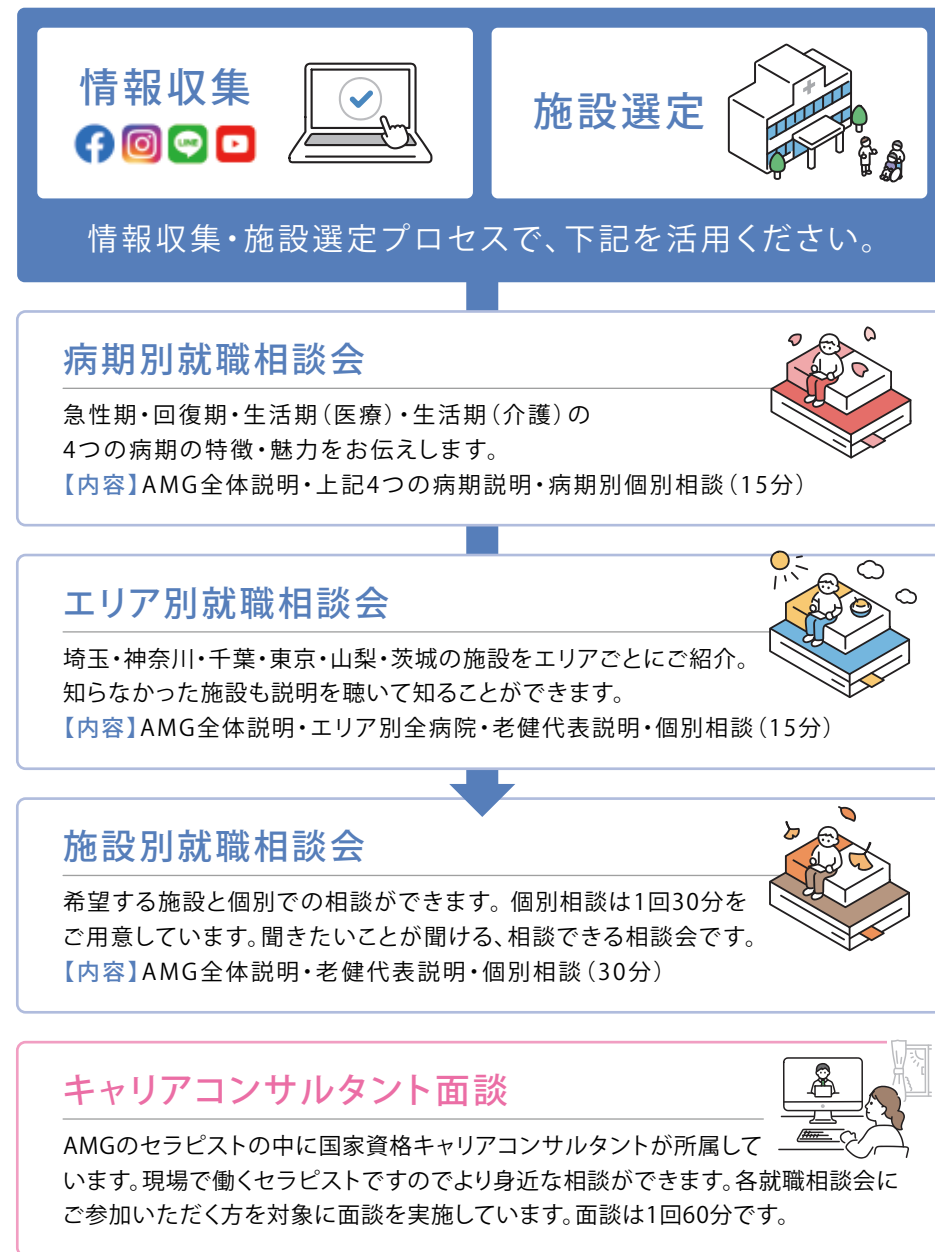 情報収集
LINE
施設選定
情報収集・施設選定プロセスで、下記を活用ください。
病期別就職相談会
急性期・回復期・生活期（医療）・生活期（介護）の
4つの病期の特徴・魅力をお伝えします。
【内容】AMG全体説明・上記4つの病期説明・病期別個別相談（15分）
エリア別就職相談会
埼玉・神奈川・千葉・東京・山梨・茨城の施設をエリアごとにご紹介。
知らなかった施設も説明を聴いて知ることができます。
【内容】AMG全体説明・エリア別全病院・老健代表説明・個別相談（15分）
施設別就職相談会
希望する施設と個別での相談ができます。個別相談は1回30分を
ご用意しています。聞きたいことが聞ける、相談できる相談会です。
【内容】AMG全体説明・老健代表説明・個別相談（30分）
キャリアコンサルタント面談
AMGのセラピストの中に国家資格キャリアコンサルタントが所属して
います。現場で働くセラピストですのでより身近な相談ができます。各就職相談会に
ご参加いただく方を対象に面談を実施しています。面談は1回60分です。